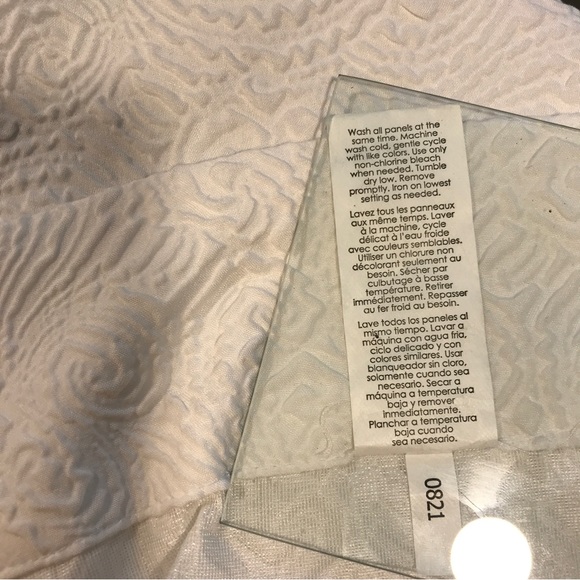 Wash all panels at the
same time. Machine
wash cold, gentle cycle
with like colors. Use only
non-chlorine bleach
when needed. Tumble
dry low. Remove
promptly. Iron on lowest
setting as needed.
Lavez tous les panneaux
aux même temps. Laver
à la machine, cycle
délicat à l'eau froide
avec couleurs semblables.
Utiliser un chiorure non
décolorant seulement au
besoin. Sécher par
culbutage à basse
température. Retirer
immédiatement. Repasser
au fer froid au besoin.
Lave todos los paneles al
mismo tiempo. Lavar a
máquina con agua fría,
ciclo delicado y con
colores similares. Usar
blanqueador sin cloro,
solamente cuando sea
necesario. Secar a
máquina a temperatura
baja y remover
inmediatamente.
Planchar a temperatura
baja cuando
sea necesario.
0821